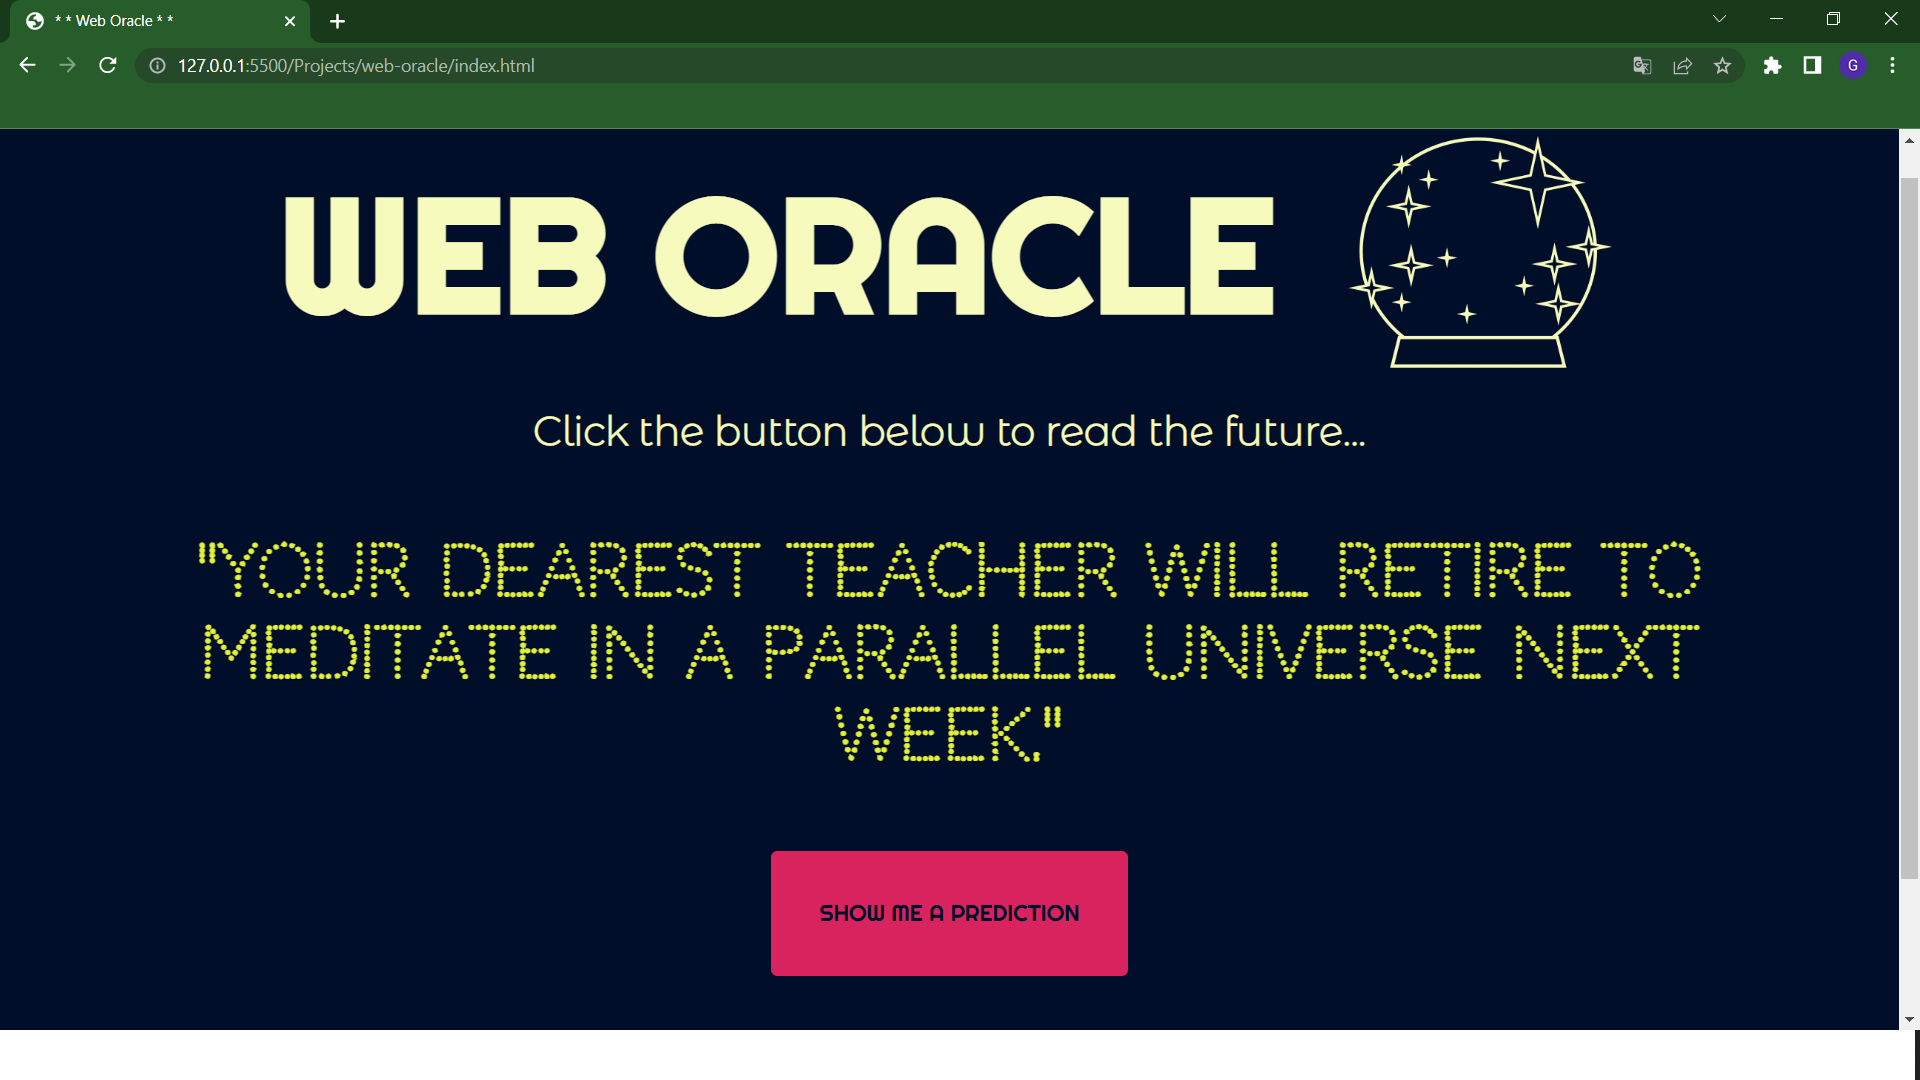 * * Web Oracle * *
127.0.0.1:5500/Projects/web-oracle/index.html
G
WEB ORACLE
Click the button below to read the future...
"YOUR DEAREST TEACHER WILL RETIRE TO
MEDITATE IN A PARALLEL UNIVERSE NEXT
WEEK."
SHOW ME A PREDICTION